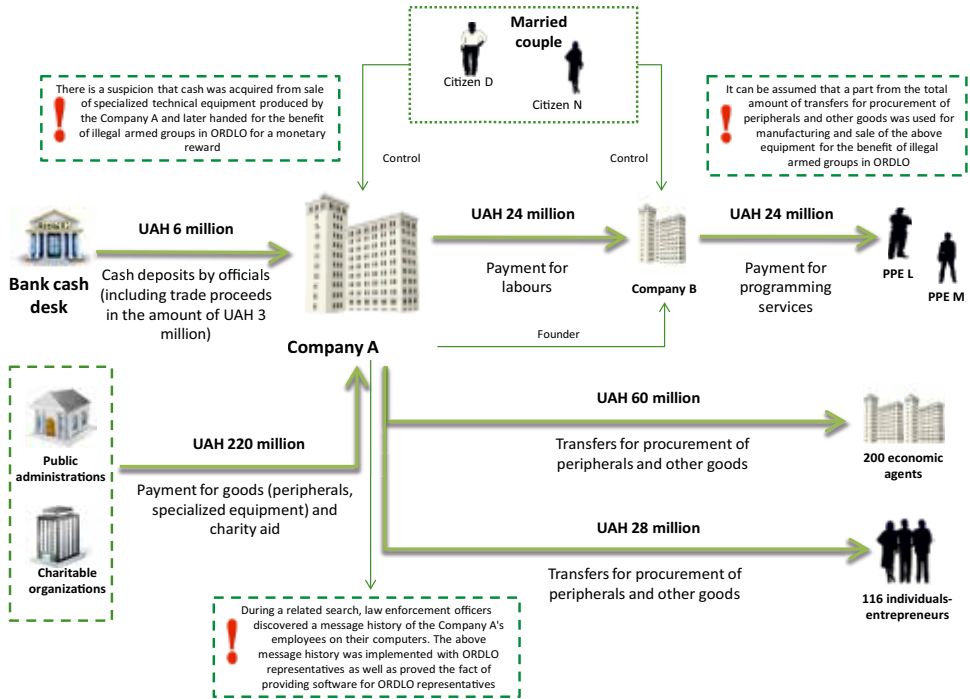 Married
couple
Citizen D
Citizen N
There is a suspicion that cash was acquired from sale
of specialized technical equipment produced by
the Company A and later handed for the benefit
of illegal armed groups in ORDLO for a monetary
reward
It can be assumed that a part from the total
amount of transfers for procurement of
peripherals and other goods was used for
manufacturing and sale of the above
equipment for the benefit of illegal
armed groups in ORDLO
Control
Control
Bank cash
desk
UAH 6 million
Cash deposits by officials
(including trade proceeds
in the amount of UAH 3
million)
Company A
UAH 24 million
Payment for
labours
Company B
UAH 24 million
Payment for
programming
services
PPE L
PPE M
Founder
Public
administrations
Charitable
organizations
UAH 220 million
Payment for goods (peripherals,
specialized equipment) and
charity aid
UAH 60 million
Transfers for procurement of
peripherals and other goods
200 economic
agents
UAH 28 million
Transfers for procurement of
peripherals and other goods
116 individuals-
entrepreneurs
During a related search, law enforcement officers
discovered a message history of the Company A's
employees on their computers. The above
message history was implemented with ORDLO
representatives as well as proved the fact of
providing software for ORDLO representatives